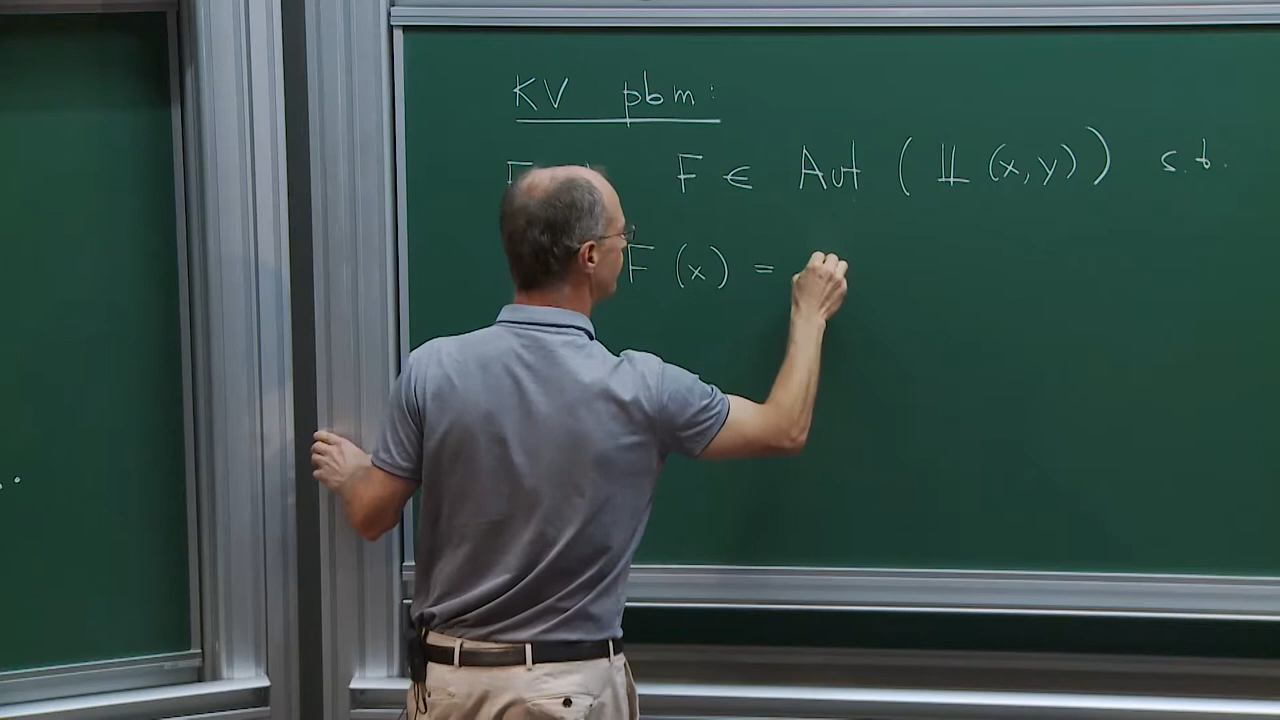 KV pbm:
F ∈ Aut ( 𝕃 (x,y) ) s.t.
F (x) =